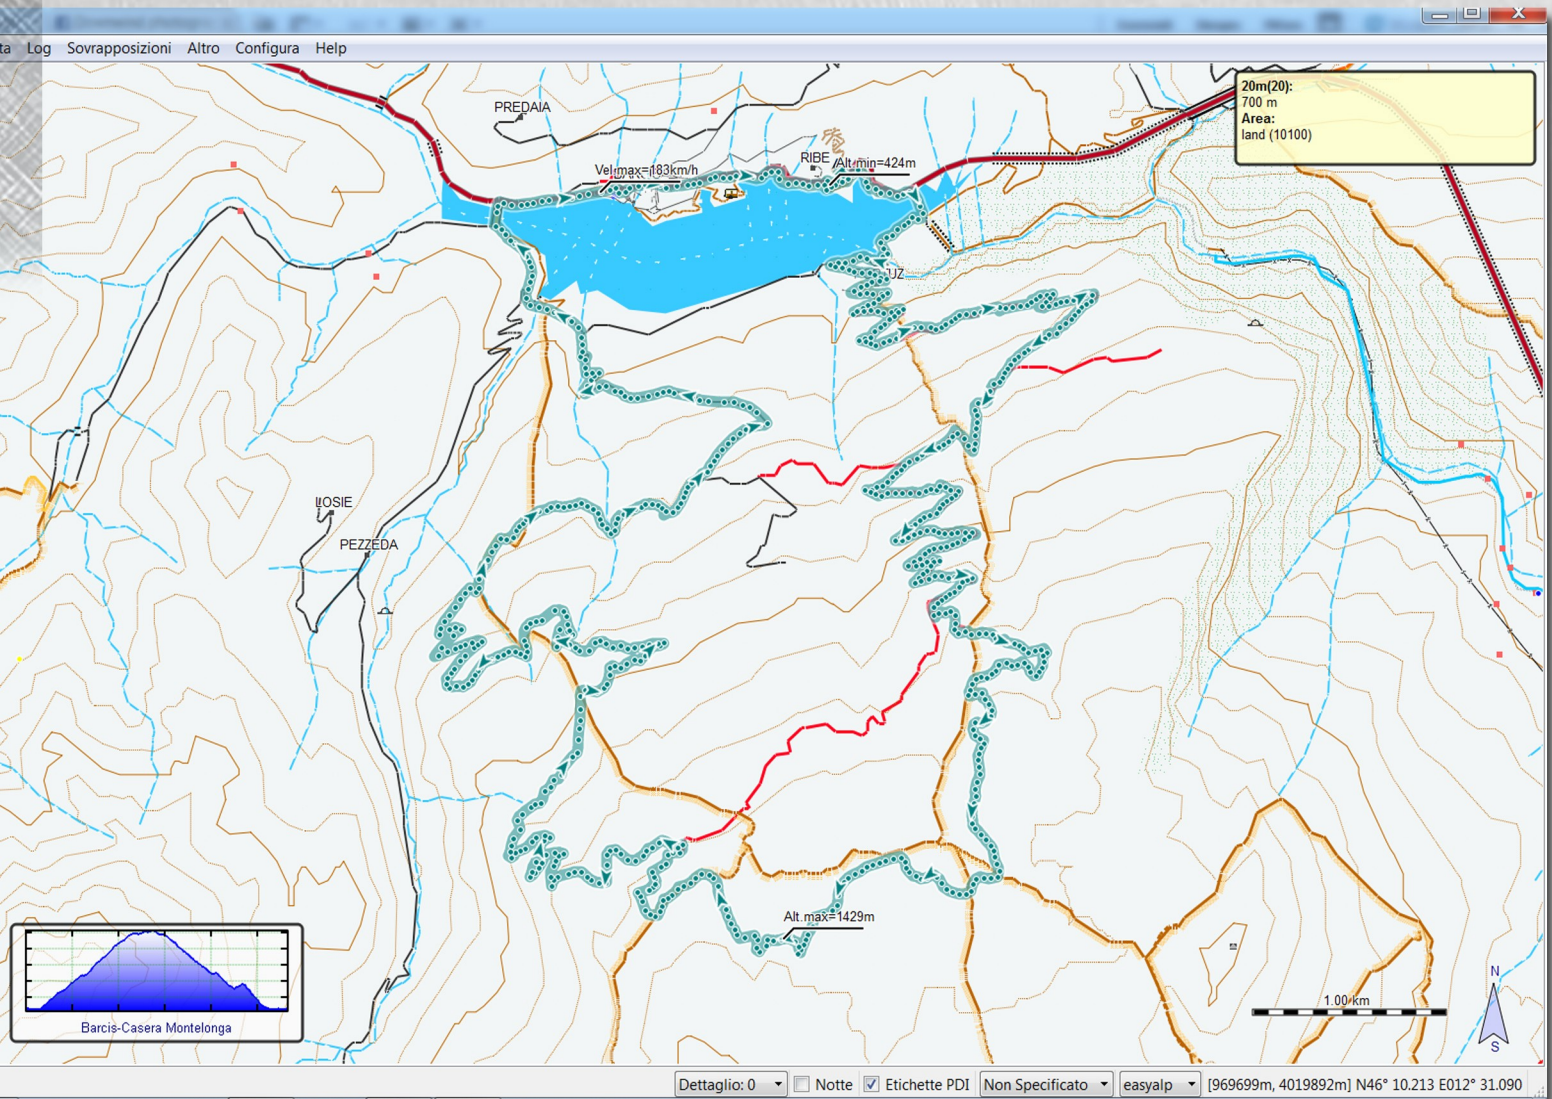 ta Log Sovrapposizioni Altro Configura Help
20m(20):
700 m
Area:
land (10100)
PREDAIA
Vel.max=183km/h
RIBE
Alt.min=424m
UZ
LOSIE
PEZZEDA
Alt.max=1429m
Barcis-Casera Montelonga
1.00 km
N
S
Dettaglio: 0 Notte Etichette PDI Non Specificato easyalp [969699m, 4019892m] N46° 10.213 E012° 31.090